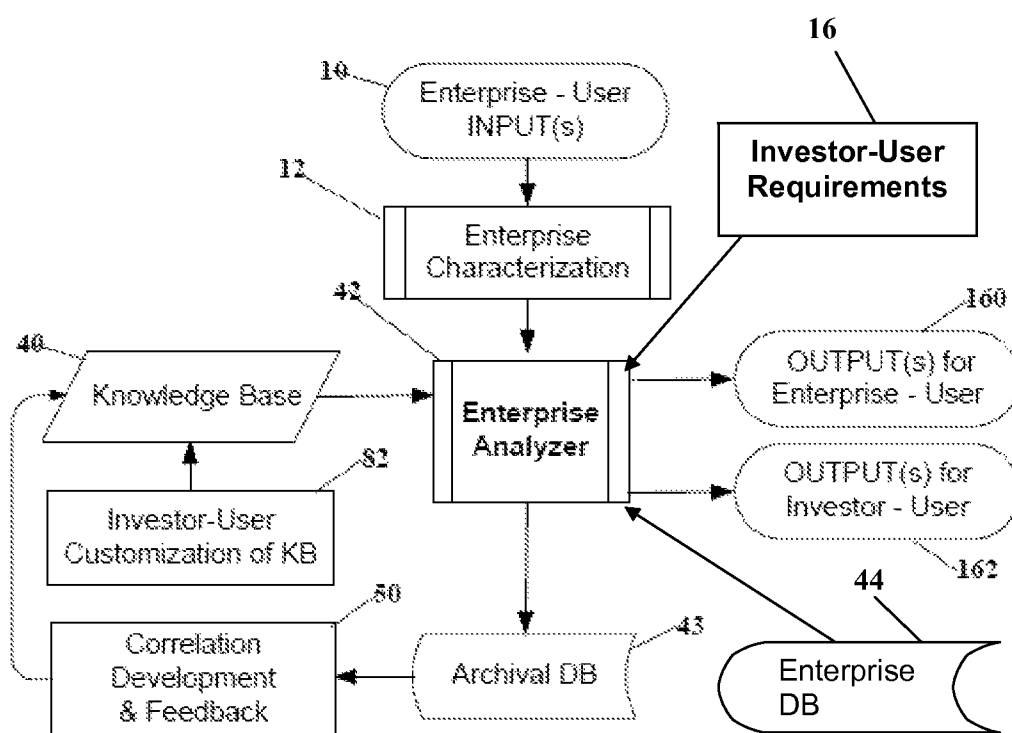 16
10
Enterprise - User
INPUT(s)
Investor-User
Requirements
12
Enterprise
Characterization
42
160
40
OUTPUT(s) for
Enterprise - User
Knowledge Base
Enterprise
Analyzer
82
OUTPUT(s) for
Investor - User
Investor-User
Customization of KB
162
44
50
45
Correlation
Development
& Feedback
Archival DB
Enterprise
DB